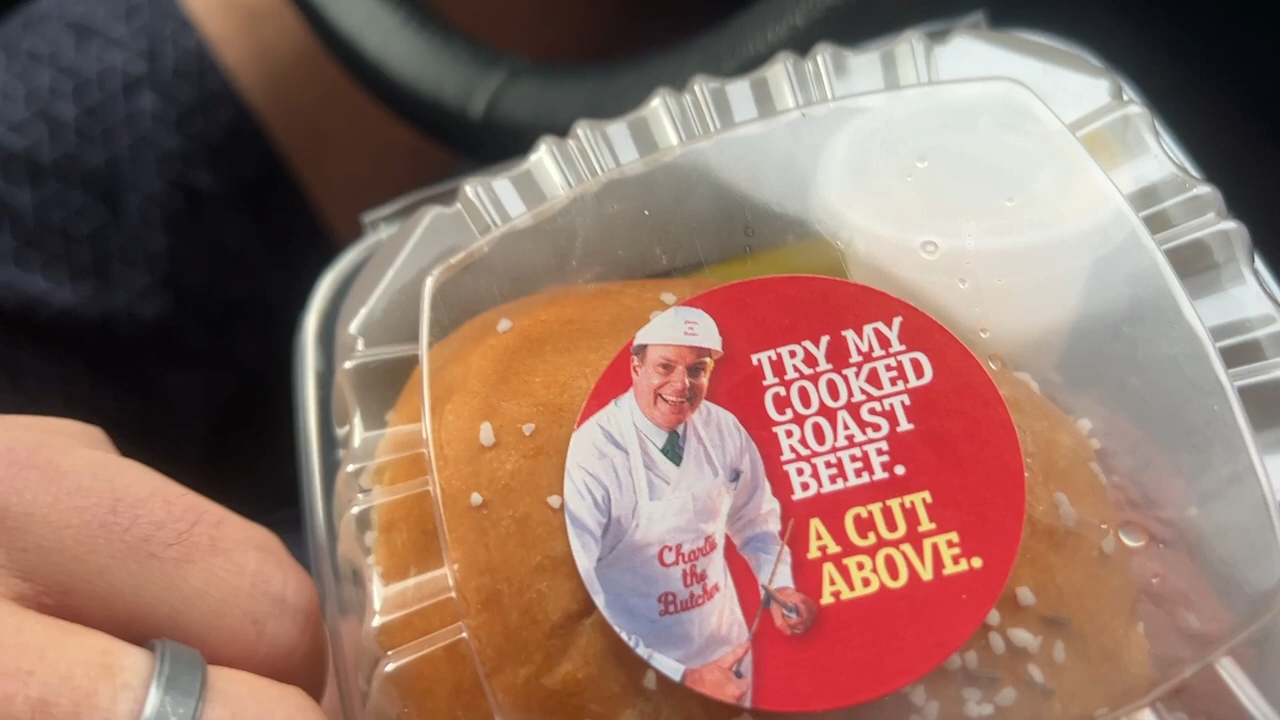 TRY MY
COOKED
ROAST
BEEF.
A CUT
ABOVE.
Charlie
the
Butcher